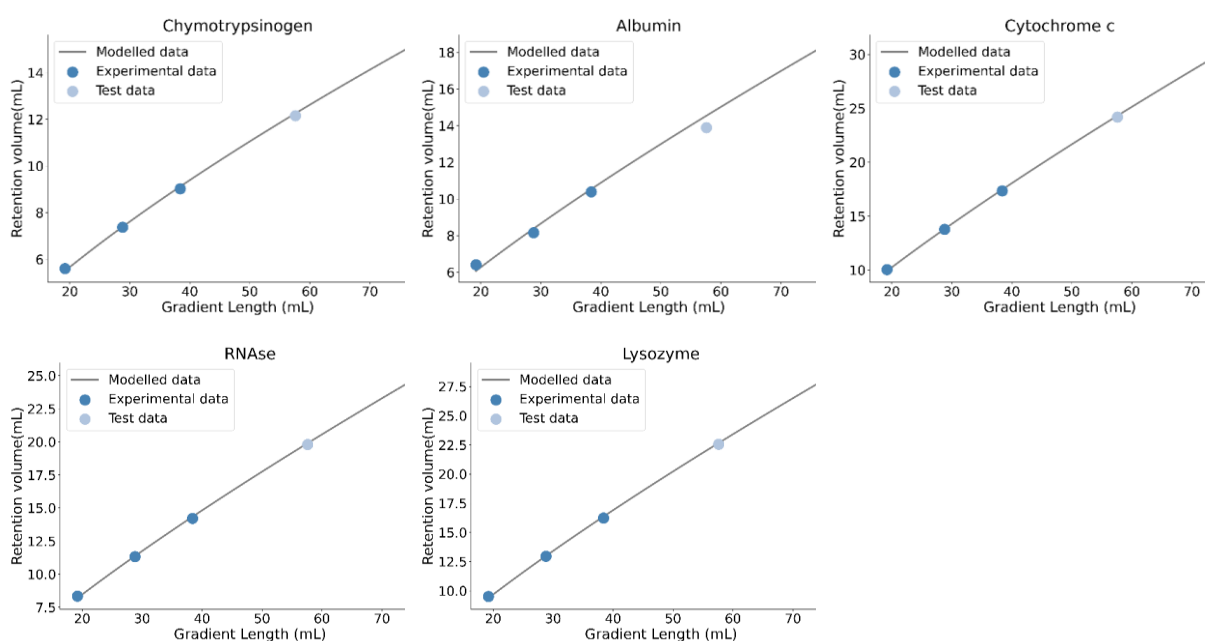 Chymotrypsinogen
Modelled data
Experimental data
Test data
14
12
10
8
6
Retention volume(mL)
20 30 40 50 60 70
Gradient Length (mL)
Albumin
Modelled data
Experimental data
Test data
18
16
14
12
10
8
6
Retention volume(mL)
20 30 40 50 60 70
Gradient Length (mL)
Cytochrome c
Modelled data
Experimental data
Test data
30
25
20
15
10
Retention volume(mL)
20 30 40 50 60 70
Gradient Length (mL)
RNAse
Modelled data
Experimental data
Test data
25.0
22.5
20.0
17.5
15.0
12.5
10.0
7.5
Retention volume(mL)
20 30 40 50 60 70
Gradient Length (mL)
Lysozyme
Modelled data
Experimental data
Test data
27.5
25.0
22.5
20.0
17.5
15.0
12.5
10.0
Retention volume(mL)
20 30 40 50 60 70
Gradient Length (mL)